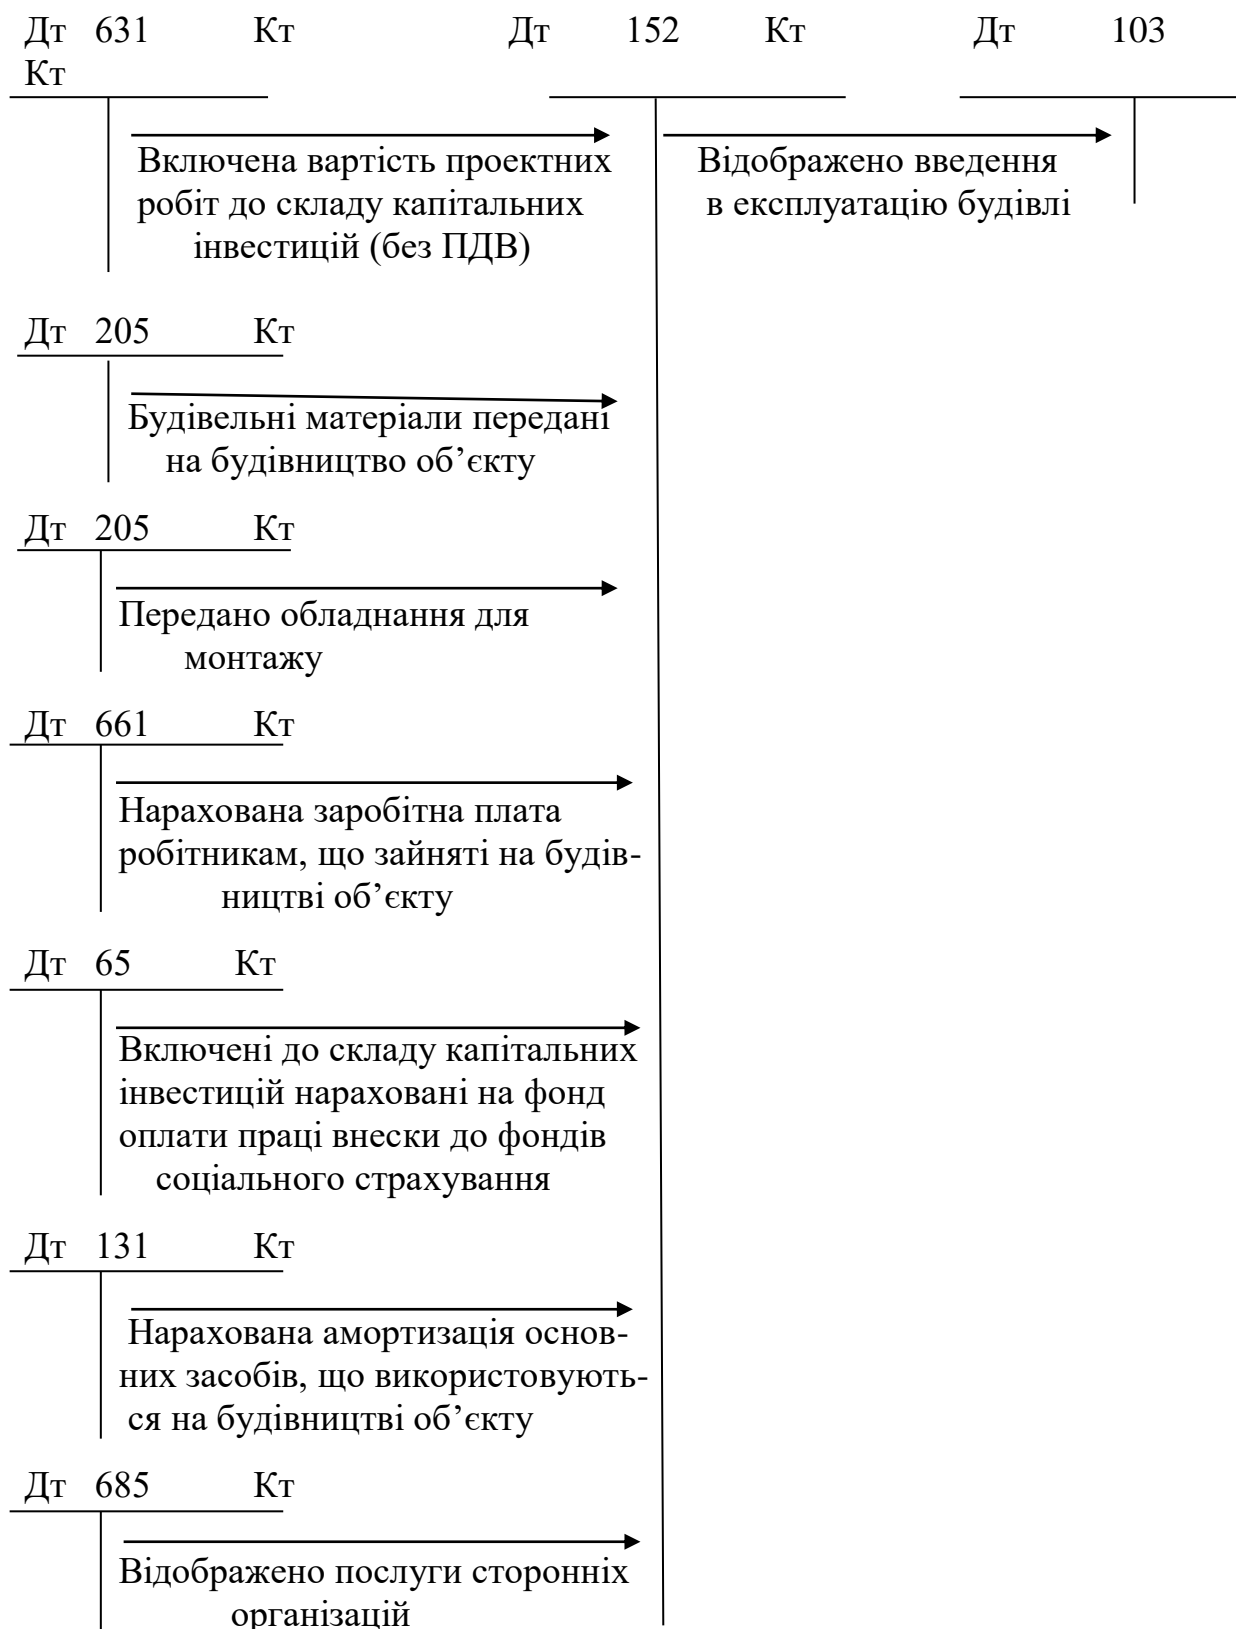 Дт 631 Кт Дт 152 Кт Дт 103
Кт
Включена вартість проектних
робіт до складу капітальних
інвестицій (без ПДВ)
Відображено введення
в експлуатацію будівлі
Дт 205 Кт
Будівельні матеріали передані
на будівництво об’єкту
Дт 205 Кт
Передано обладнання для
монтажу
Дт 661 Кт
Нарахована заробітна плата
робітникам, що зайняті на будів-
ництві об’єкту
Дт 65 Кт
Включені до складу капітальних
інвестицій нараховані на фонд
оплати праці внески до фондів
соціального страхування
Дт 131 Кт
Нарахована амортизація основ-
них засобів, що використовують-
ся на будівництві об’єкту
Дт 685 Кт
Відображено послуги сторонніх
організацій